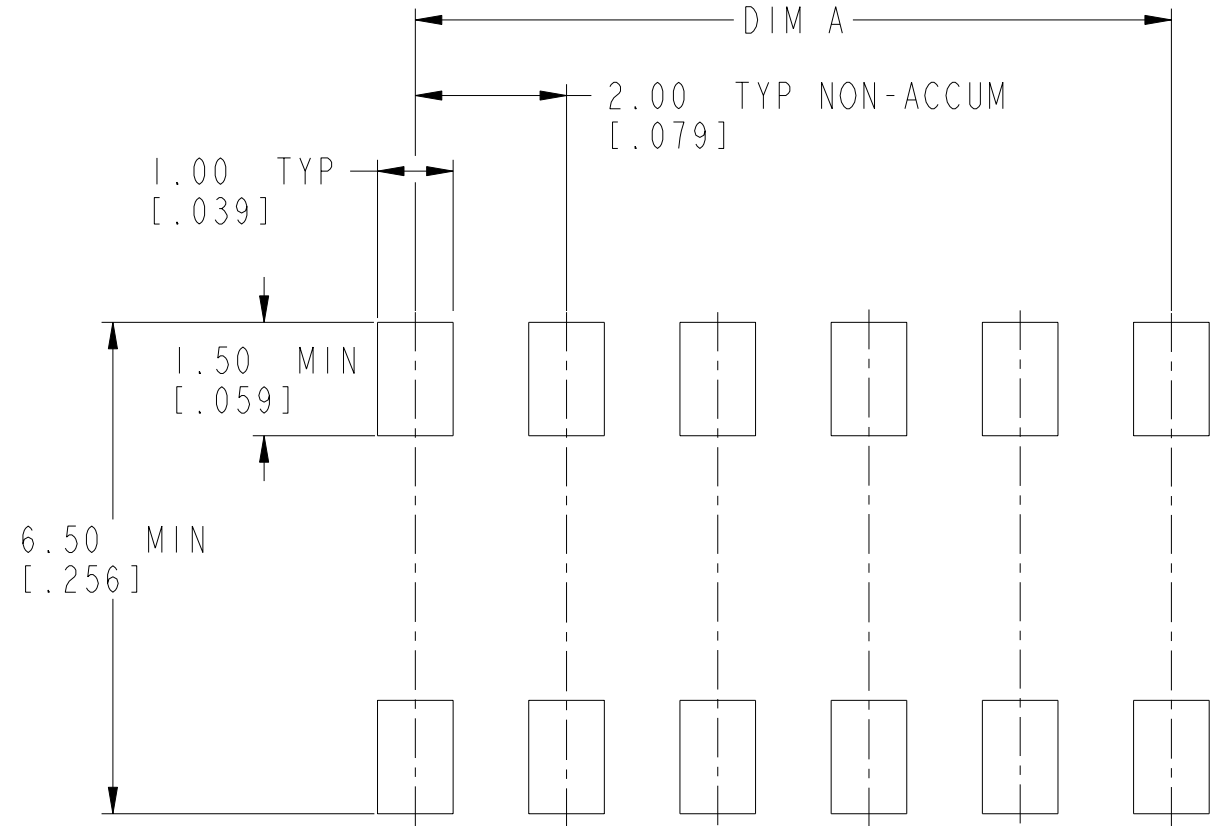 DIM A
2.00 TYP NON-ACCUM
[.079]
1.00 TYP
[.039]
1.50 MIN
[.059]
6.50 MIN
[.256]